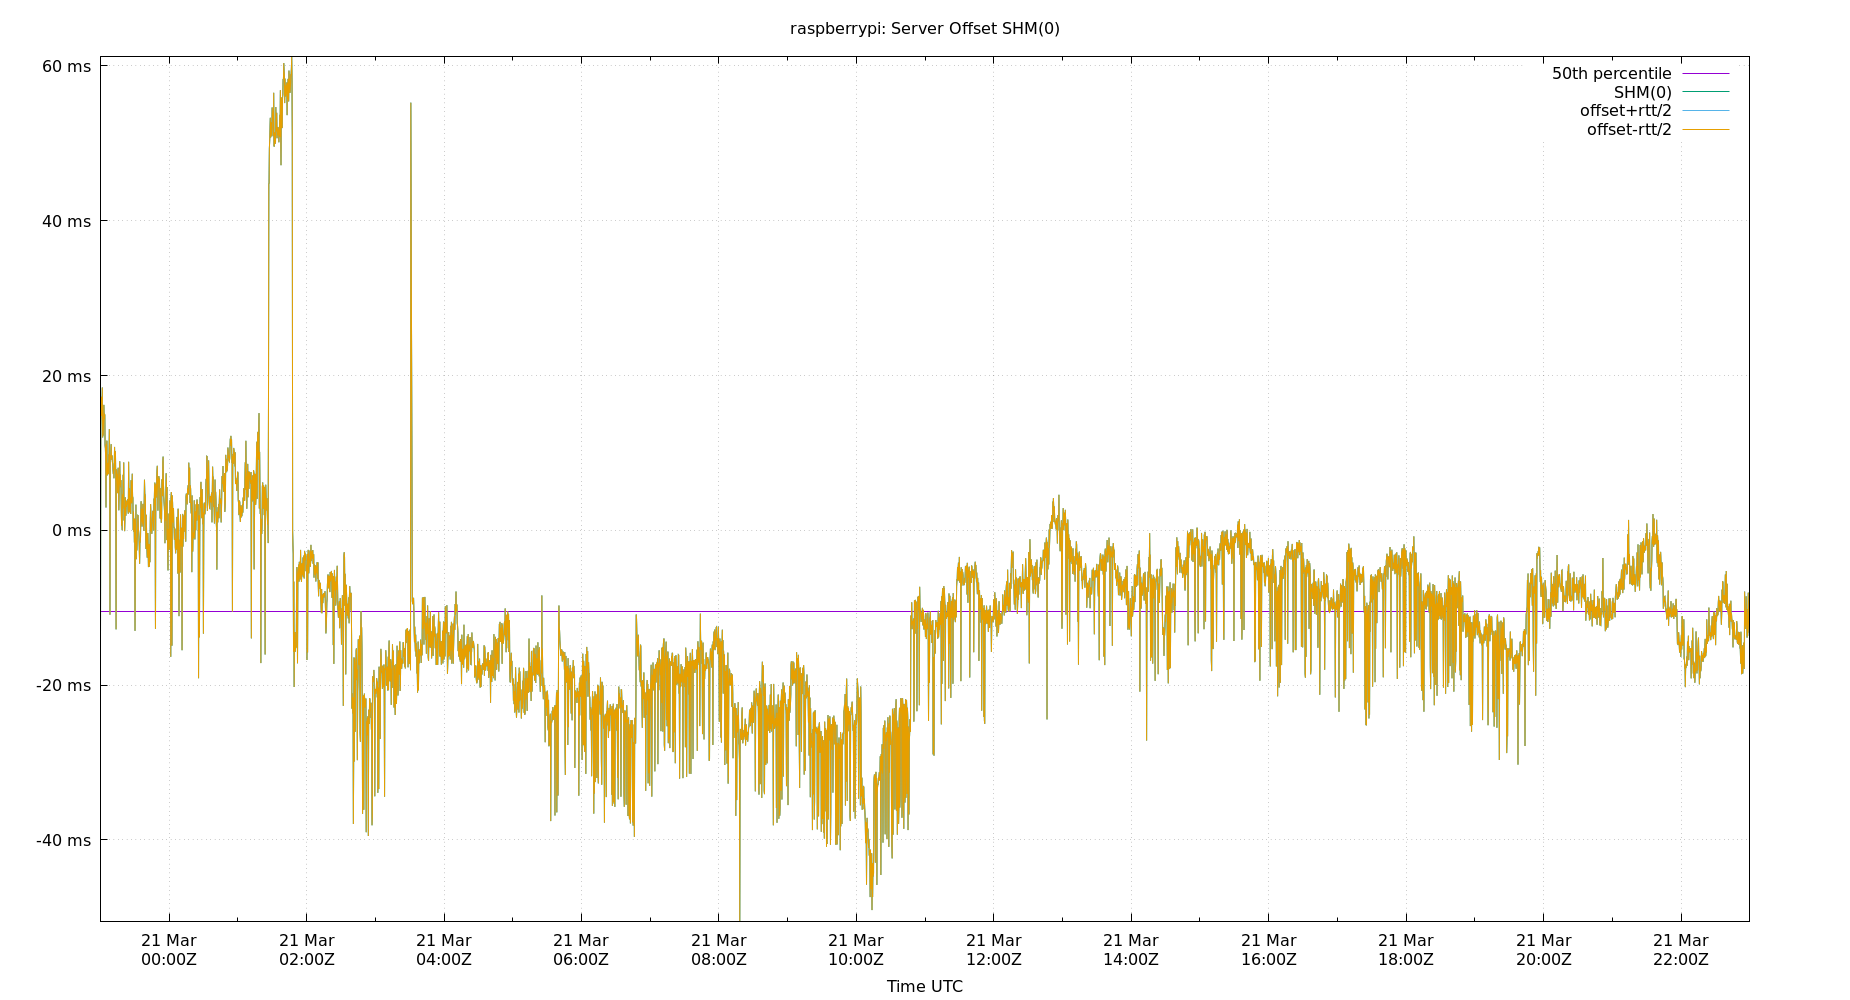 raspberrypi: Server Offset SHM(0)
60 ms
40 ms
20 ms
0 ms
-20 ms
-40 ms
50th percentile
SHM(0)
offset+rtt/2
offset-rtt/2
21 Mar 21 Mar 21 Mar 21 Mar 21 Mar 21 Mar 21 Mar 21 Mar 21 Mar 21 Mar 21 Mar 21 Mar
00:00Z 02:00Z 04:00Z 06:00Z 08:00Z 10:00Z 12:00Z 14:00Z 16:00Z 18:00Z 20:00Z 22:00Z
Time UTC